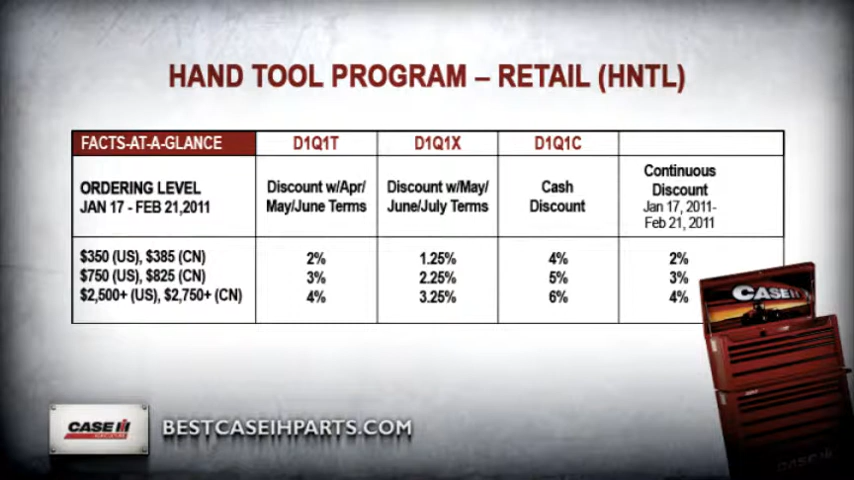 HAND TOOL PROGRAM – RETAIL (HNTL)
FACTS-AT-A-GLANCE D1Q1T D1Q1X D1Q1C
ORDERING LEVEL
JAN 17 - FEB 21,2011
Discount w/Apr/
May/June Terms
Discount w/May/
June/July Terms
Cash
Discount
Continuous
Discount
Jan 17, 2011-
Feb 21, 2011
$350 (US), $385 (CN) 2% 1.25% 4% 2%
$750 (US), $825 (CN) 3% 2.25% 5% 3%
$2,500+ (US), $2,750+ (CN) 4% 3.25% 6% 4%
CASE IH
CASE IH
AGRICULTURE
BESTCASEIHPARTS.COM
CASE IH